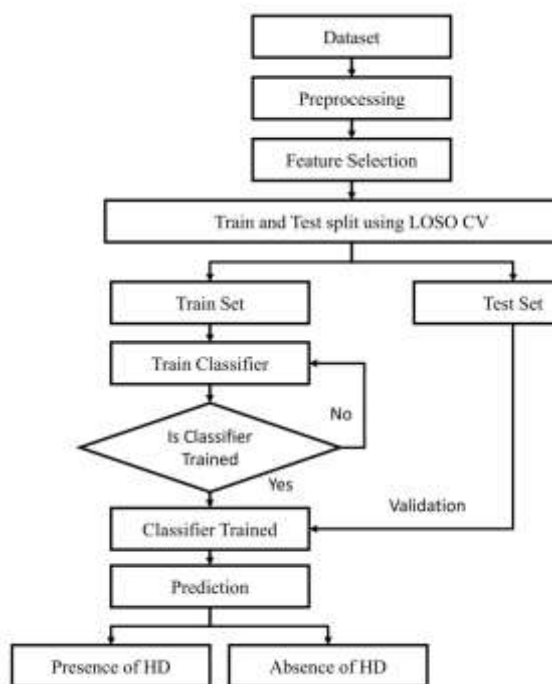 Dataset
Preprocessing
Feature Selection
Train and Test split using LOSO CV
Train Set
Test Set
Train Classifier
No
Is Classifier
Trained
Yes
Validation
Classifier Trained
Prediction
Presence of HD
Absence of HD